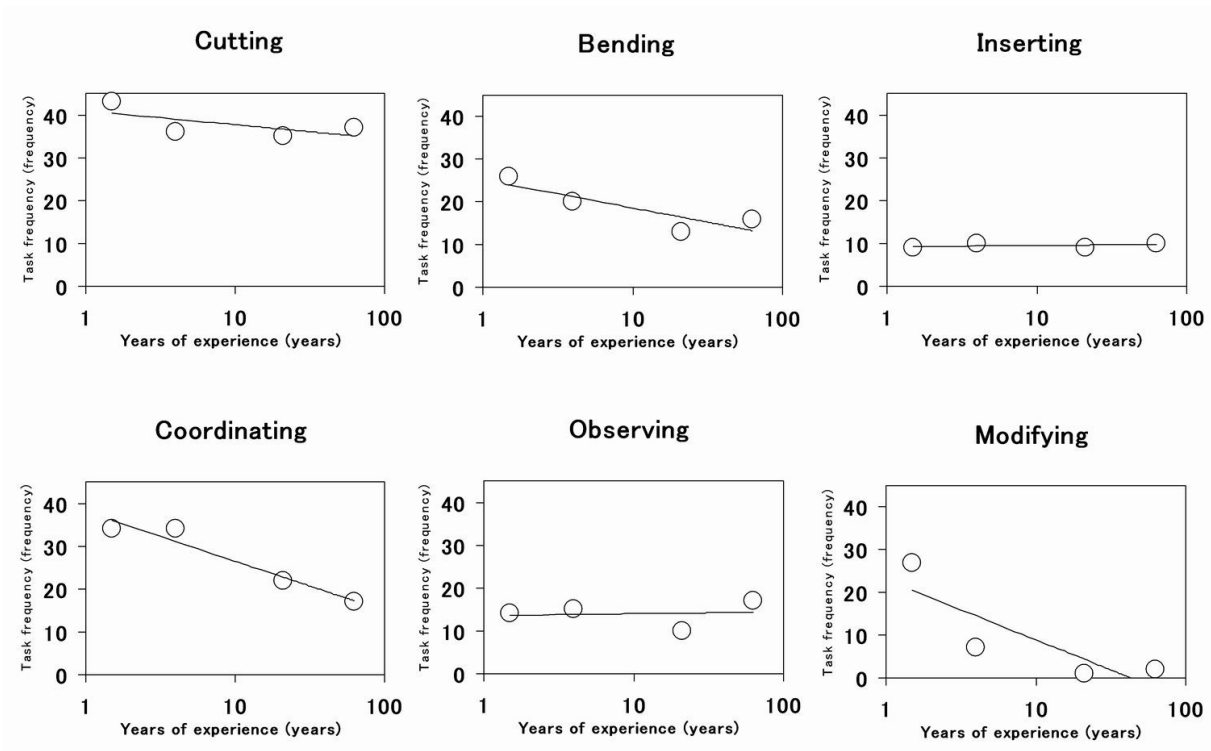 Cutting
Task frequency (frequency)
40
30
20
10
0
1 10 100
Years of experience (years)
Bending
Task frequency (frequency)
40
30
20
10
0
1 10 100
Years of experience (years)
Inserting
Task frequency (frequency)
40
30
20
10
0
1 10 100
Years of experience (years)
Coordinating
Task frequency (frequency)
40
30
20
10
0
1 10 100
Years of experience (years)
Observing
Task frequency (frequency)
40
30
20
10
0
1 10 100
Years of experience (years)
Modifying
Task frequency (frequency)
40
30
20
10
0
1 10 100
Years of experience (years)